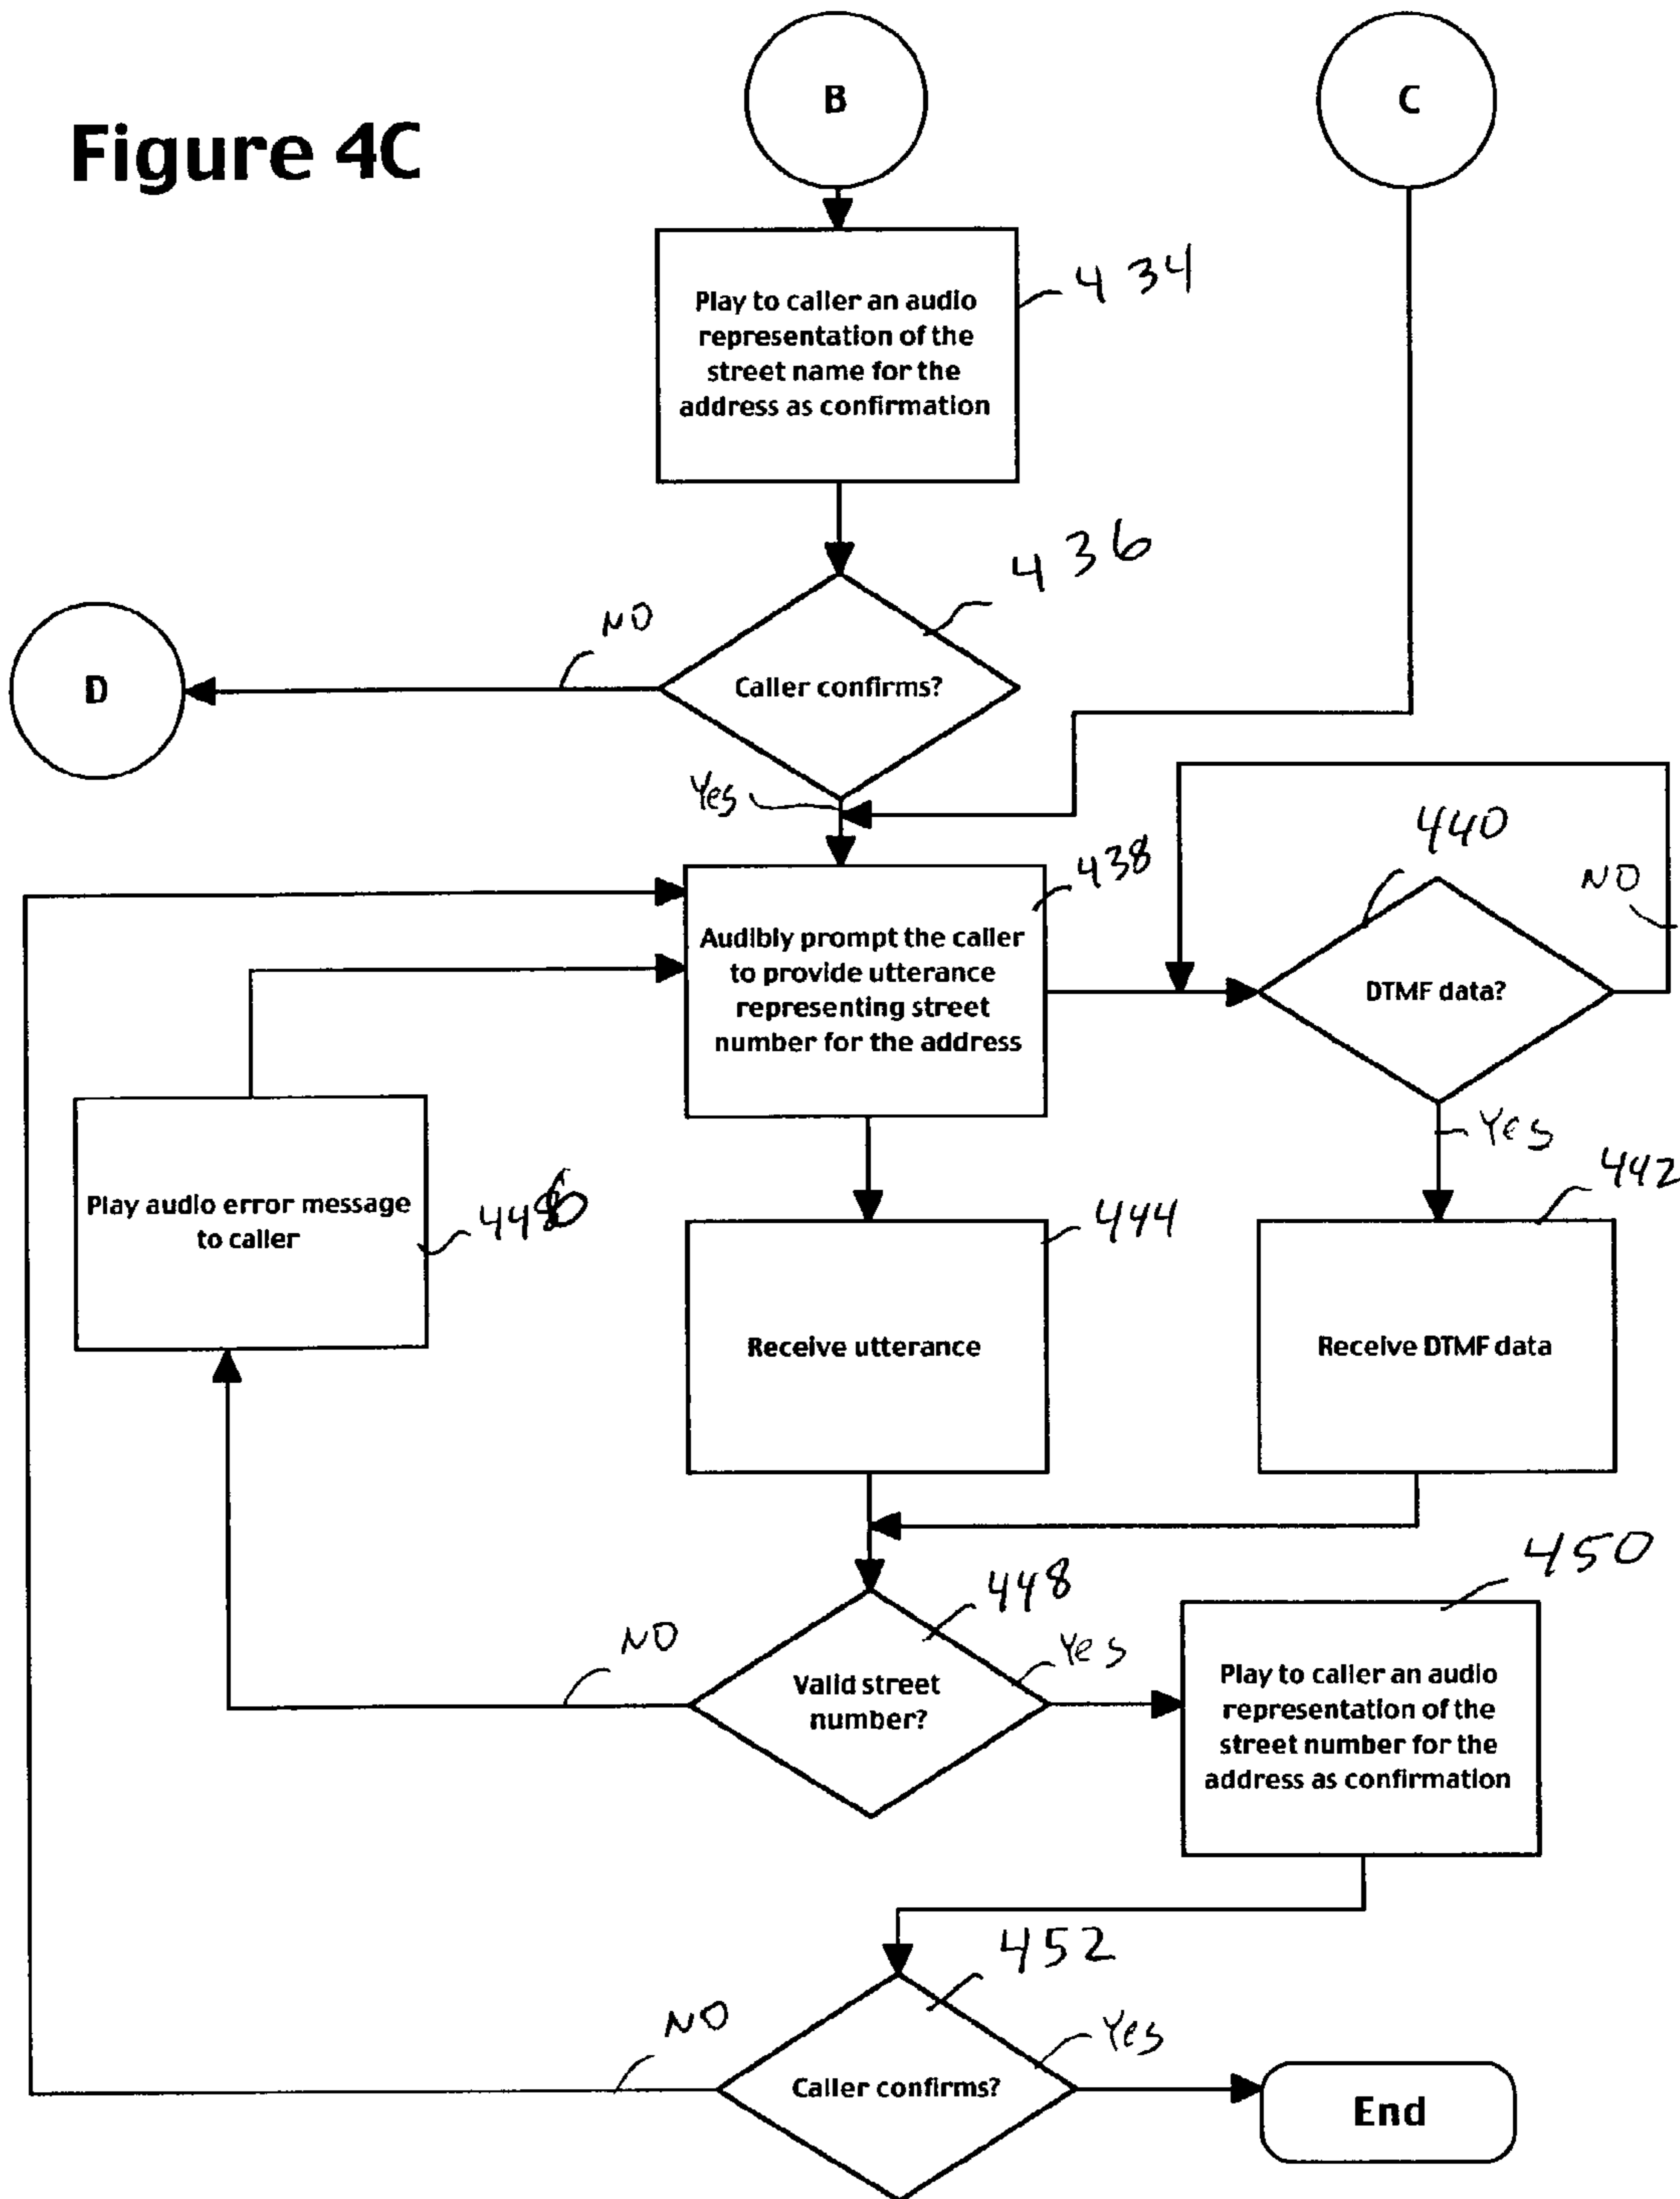 Figure 4C
B
C
Play to caller an audio
representation of the
street name for the
address as confirmation
434
436
NO
D
Caller confirms?
Yes
438
440
NO
Audibly prompt the caller
to provide utterance
representing street
number for the address
DTMF data?
Yes
442
Play audio error message
to caller
444
Receive utterance
Receive DTMF data
450
448
NO
Yes
Valid street
number?
Play to caller an audio
representation of the
street number for the
address as confirmation
452
NO
Yes
Caller confirms?
End